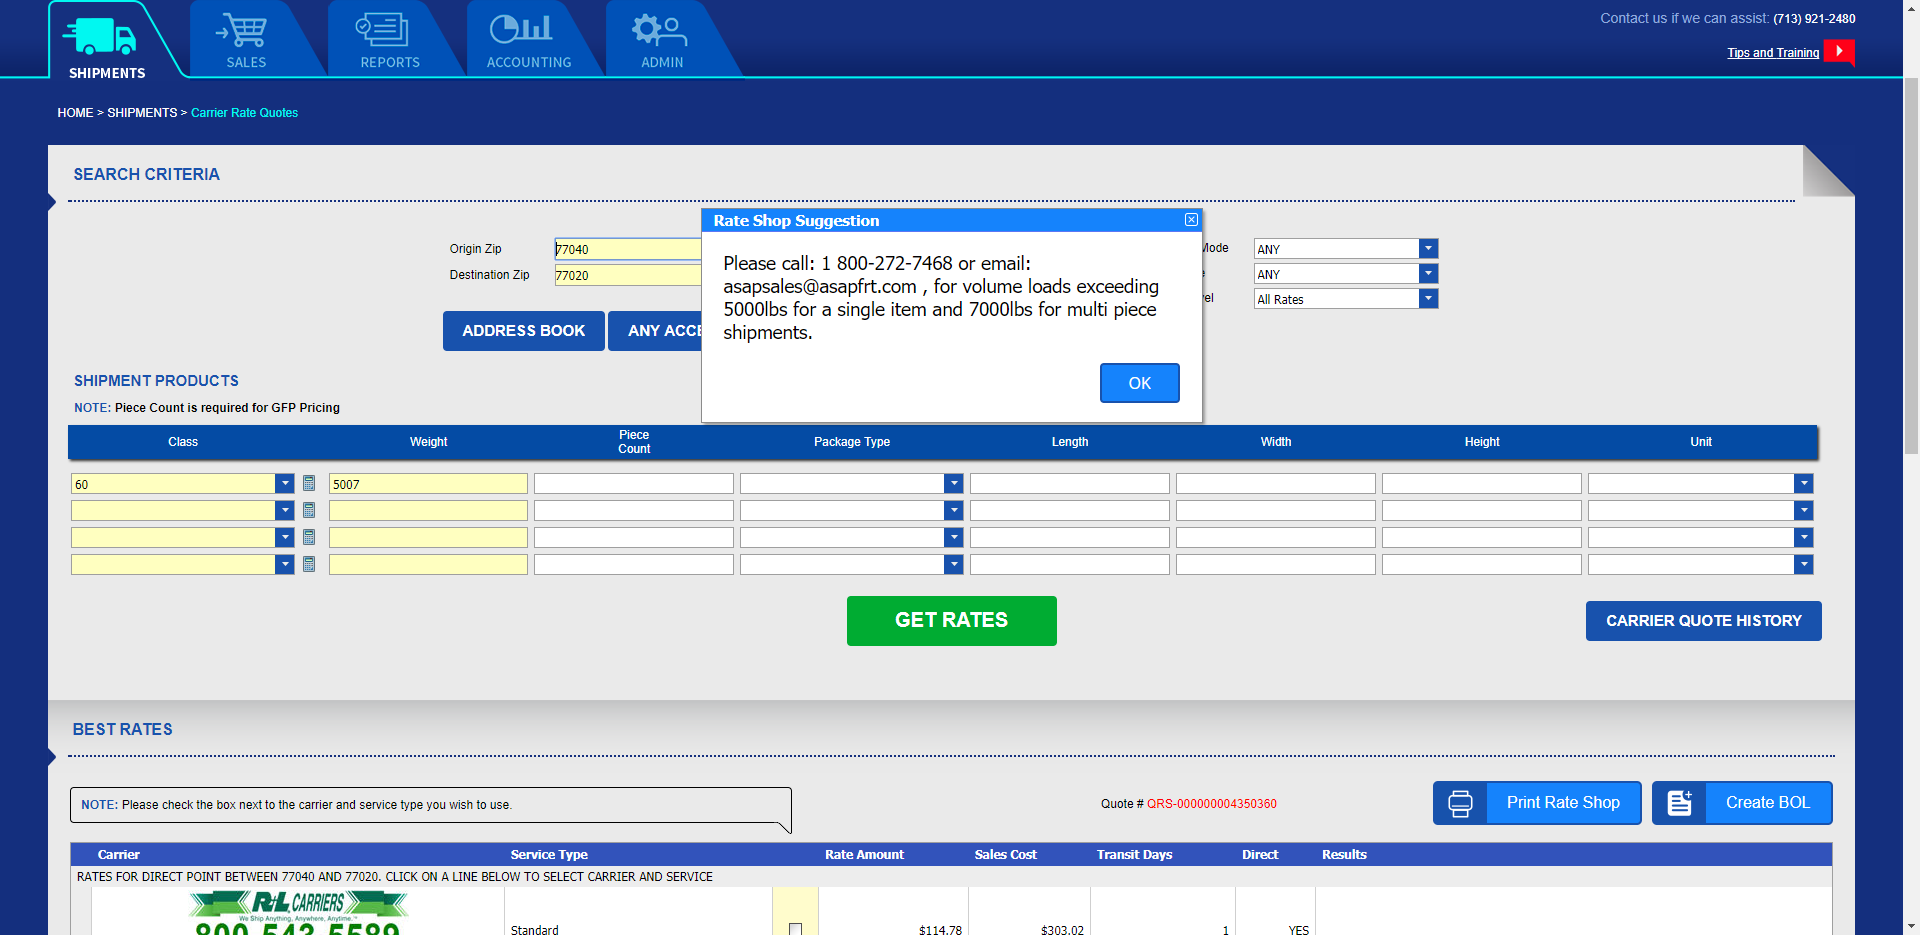 Contact us if we can assist: (713) 921-2480
Tips and Training
SHIPMENTS
SALES
REPORTS
ACCOUNTING
ADMIN
HOME > SHIPMENTS > Carrier Rate Quotes
SEARCH CRITERIA
Rate Shop Suggestion
Please call: 1 800-272-7468 or email:
asapsales@asapfrt.com , for volume loads exceeding
5000lbs for a single item and 7000lbs for multi piece
shipments.
OK
Origin Zip 77040
Destination Zip 77020
Mode ANY
ANY
All Rates
ADDRESS BOOK
ANY ACCE
SHIPMENT PRODUCTS
NOTE: Piece Count is required for GFP Pricing
Class Weight Piece Count Package Type Length Width Height Unit
60 5007
GET RATES
CARRIER QUOTE HISTORY
BEST RATES
NOTE: Please check the box next to the carrier and service type you wish to use.
Quote # QRS-000000004350360
Print Rate Shop
Create BOL
Carrier Service Type Rate Amount Sales Cost Transit Days Direct Results
RATES FOR DIRECT POINT BETWEEN 77040 AND 77020. CLICK ON A LINE BELOW TO SELECT CARRIER AND SERVICE
R+L CARRIERS
We Ship Anything, Anywhere, Anytime.™
800-543-5589
Standard $114.78 $303.02 1 YES